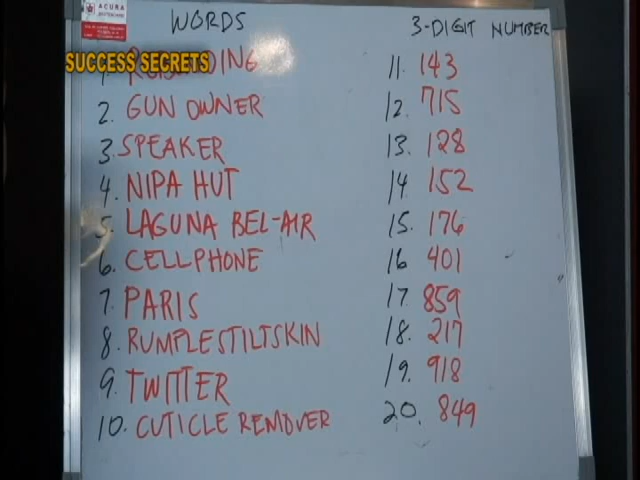 ACURA
WORDS 3-DIGIT NUMBER
SUCCESS SECRETS
1. 11. 143
2. GUN OWNER 12. 715
3. SPEAKER 13. 128
4. NIPA HUT 14 152
5. LAGUNA BEL-AIR 15. 176
6. CELLPHONE 16 401
7. PARIS 17. 859
8. RUMPLESTILTSKIN 18. 217
9. TWITTER 19. 918
10. CUTICLE REMOVER 20. 849